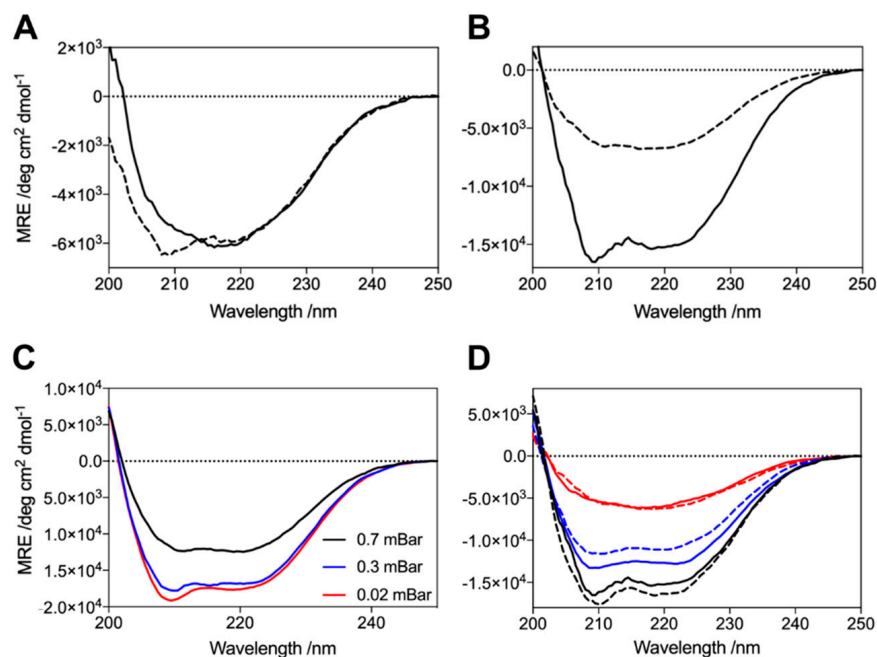 A
2×10³
0
-2×10³
-4×10³
-6×10³
MRE /deg cm² dmol⁻¹
200 210 220 230 240 250
Wavelength /nm
B
0.0
-5.0×10³
-1.0×10⁴
-1.5×10⁴
200 210 220 230 240 250
Wavelength /nm
C
1.0×10⁴
5.0×10³
0.0
5.0×10³
1.0×10⁴
1.5×10⁴
-2.0×10⁴
MRE /deg cm² dmol⁻¹
0.7 mBar
0.3 mBar
0.02 mBar
200 220 240
Wavelength /nm
D
5.0×10³
0.0
-5.0×10³
-1.0×10⁴
-1.5×10⁴
200 210 220 230 240 250
Wavelength /nm